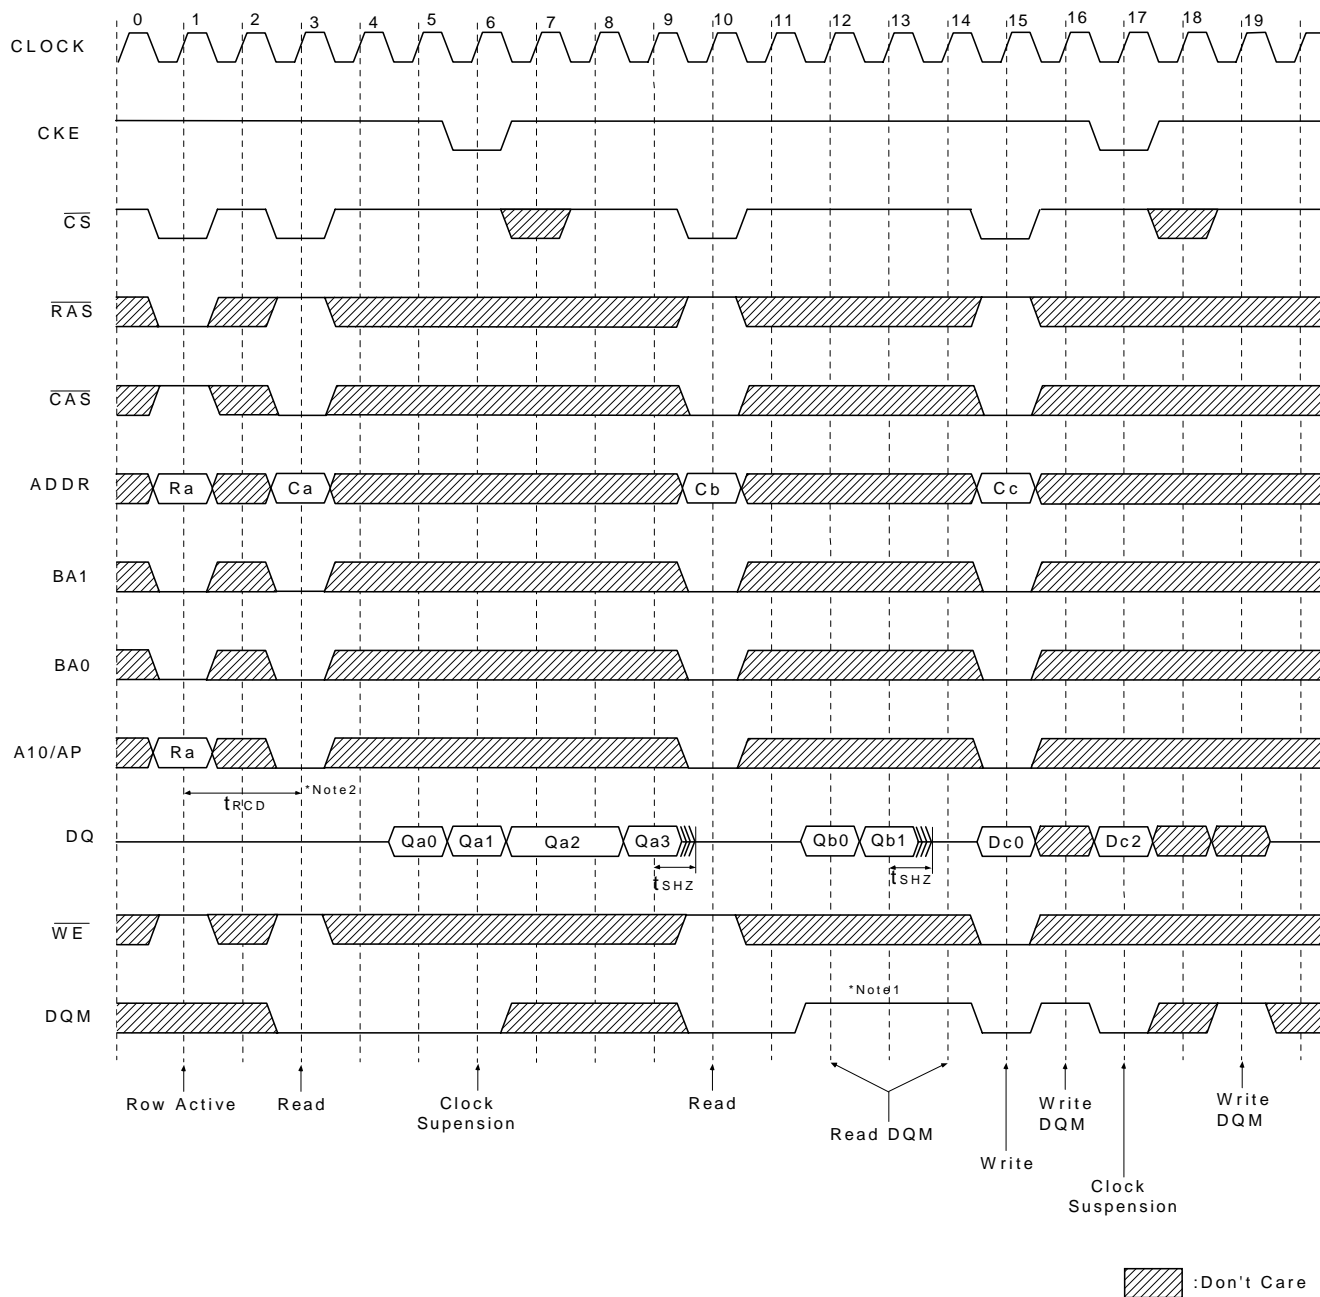 0 1 2 3 4 5 6 7 8 9 10 11 12 13 14 15 16 17 18 19
CLOCK
CKE
CS
RAS
CAS
ADDR Ra Ca Cb Cc
BA1
BA0
A10/AP Ra
tRCD *Note2
DQ Qa0 Qa1 Qa2 Qa3 Qb0 Qb1 Dc0 Dc2
tSHZ tSHZ
WE
*Note1
DQM
Row Active
Read
Clock
Supension
Read
Read DQM
Write
Write
DQM
Clock
Suspension
Write
DQM
:Don't Care